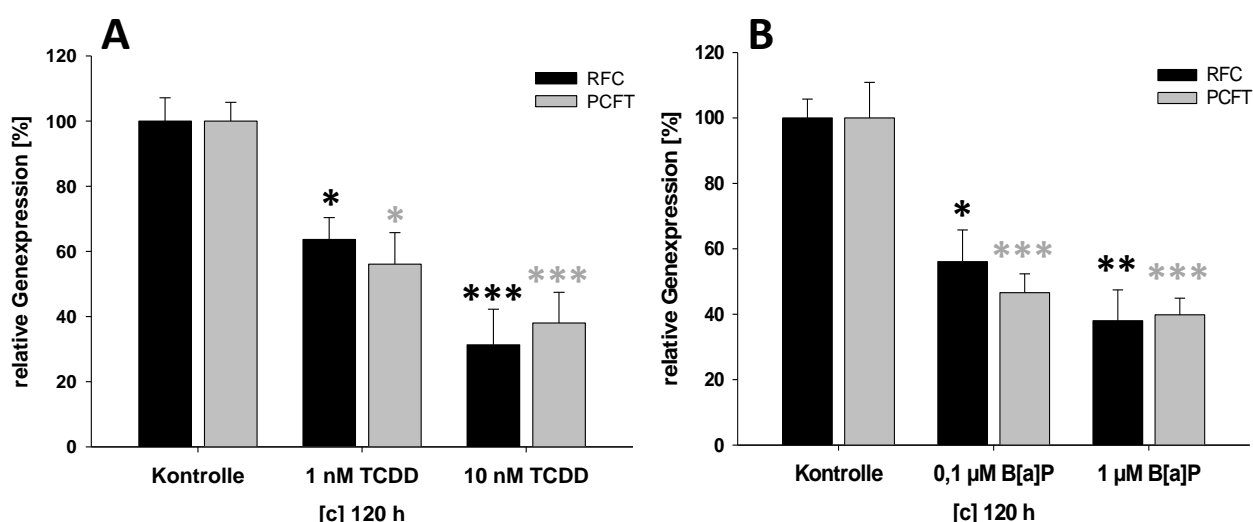 A
120
100
80
60
40
20
0
relative Genexpression [%]
RFC
PCFT
*
*
***
***
Kontrolle
1 nM TCDD
10 nM TCDD
[c] 120 h
B
120
100
80
60
40
20
0
relative Genexpression [%]
RFC
PCFT
*
***
**
***
Kontrolle
0,1 µM B[a]P
1 µM B[a]P
[c] 120 h